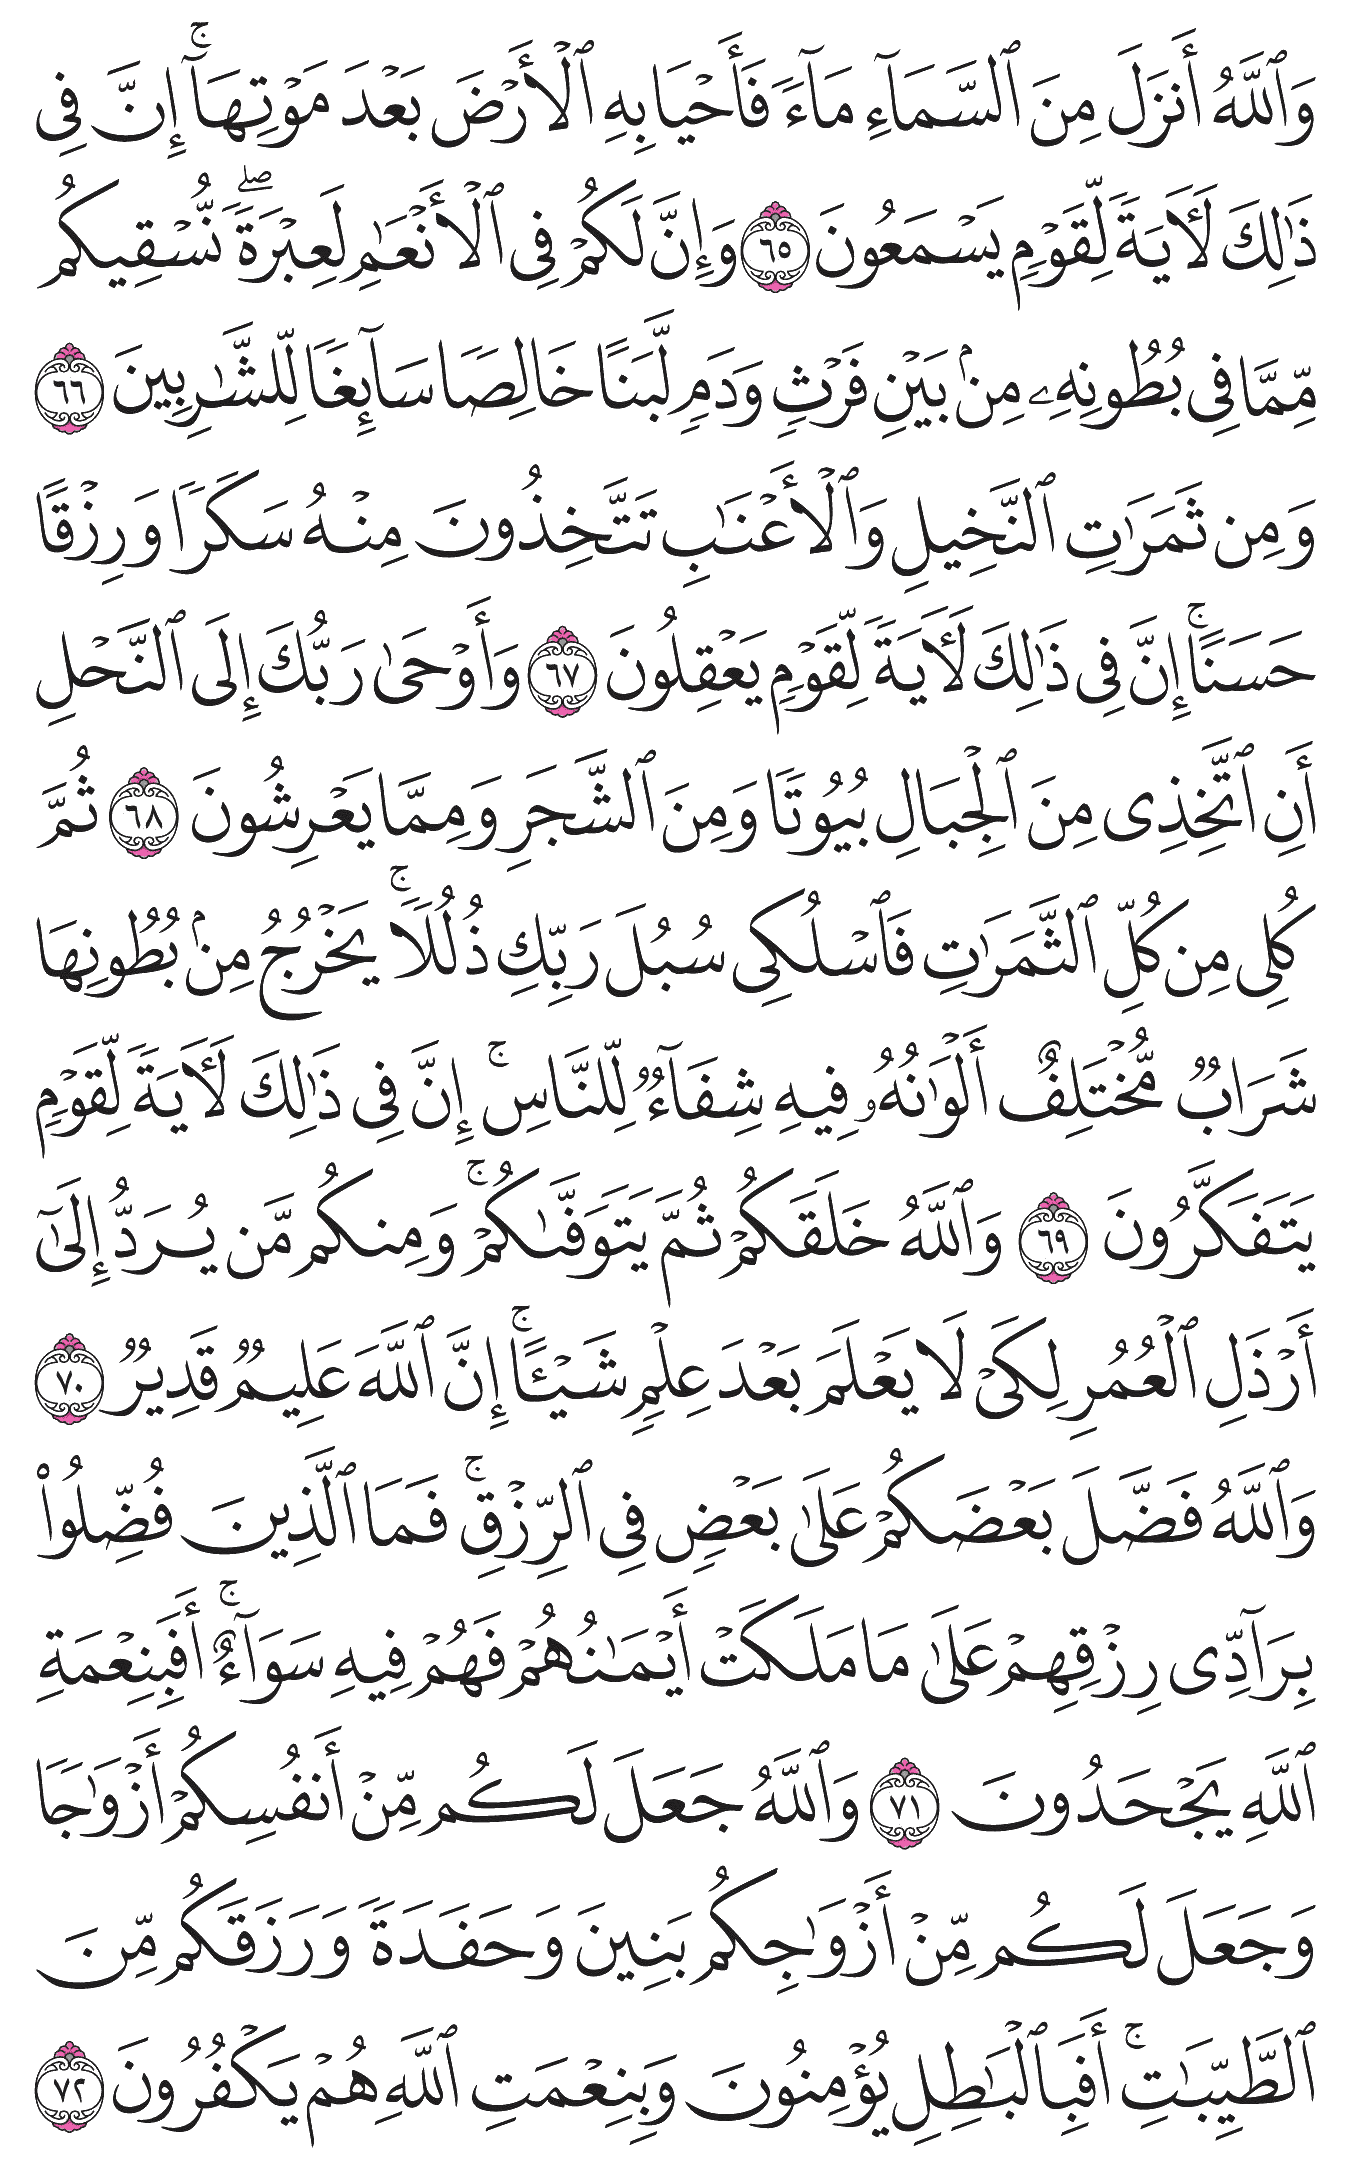 وَٱللَّهُ أَنزَلَ مِنَ ٱلسَّمَآءِ مَآءً فَأَحْيَا بِهِ ٱلْأَرْضَ بَعْدَ مَوْتِهَآ ۚ إِنَّ فِى
ذَٰلِكَ لَـَٔايَةً لِّقَوْمٍ يَسْمَعُونَ ٦٥ وَإِنَّ لَكُمْ فِى ٱلْأَنْعَـٰمِ لَعِبْرَةً ۖ نُّسْقِيكُم
مِّمَّا فِى بُطُونِهِۦ مِنۢ بَيْنِ فَرْثٍ وَدَمٍ لَّبَنًا خَالِصًا سَآئِغًا لِّلشَّـٰرِبِينَ ٦٦
وَمِن ثَمَرَٰتِ ٱلنَّخِيلِ وَٱلْأَعْنَـٰبِ تَتَّخِذُونَ مِنْهُ سَكَرًا وَرِزْقًا
حَسَنًا ۚ إِنَّ فِى ذَٰلِكَ لَـَٔايَةً لِّقَوْمٍ يَعْقِلُونَ ٦٧ وَأَوْحَىٰ رَبُّكَ إِلَى ٱلنَّحْلِ
أَنِ ٱتَّخِذِى مِنَ ٱلْجِبَالِ بُيُوتًا وَمِنَ ٱلشَّجَرِ وَمِمَّا يَعْرِشُونَ ٦٨ ثُمَّ
كُلِى مِن كُلِّ ٱلثَّمَرَٰتِ فَٱسْلُكِى سُبُلَ رَبِّكِ ذُلُلًا ۚ يَخْرُجُ مِنۢ بُطُونِهَا
شَرَابٌ مُّخْتَلِفٌ أَلْوَٰنُهُۥ فِيهِ شِفَآءٌ لِّلنَّاسِ ۚ إِنَّ فِى ذَٰلِكَ لَـَٔايَةً لِّقَوْمٍ
يَتَفَكَّرُونَ ٦٩ وَٱللَّهُ خَلَقَكُمْ ثُمَّ يَتَوَفَّىٰكُمْ ۚ وَمِنكُم مَّن يُرَدُّ إِلَىٰٓ
أَرْذَلِ ٱلْعُمُرِ لِكَىْ لَا يَعْلَمَ بَعْدَ عِلْمٍ شَيْـًٔا ۚ إِنَّ ٱللَّهَ عَلِيمٌ قَدِيرٌ ٧٠
وَٱللَّهُ فَضَّلَ بَعْضَكُمْ عَلَىٰ بَعْضٍ فِى ٱلرِّزْقِ ۚ فَمَا ٱلَّذِينَ فُضِّلُوا۟
بِرَآدِّى رِزْقِهِمْ عَلَىٰ مَا مَلَكَتْ أَيْمَـٰنُهُمْ فَهُمْ فِيهِ سَوَآءٌ ۚ أَفَبِنِعْمَةِ
ٱللَّهِ يَجْحَدُونَ ٧١ وَٱللَّهُ جَعَلَ لَكُم مِّنْ أَنفُسِكُمْ أَزْوَٰجًا
وَجَعَلَ لَكُم مِّنْ أَزْوَٰجِكُم بَنِينَ وَحَفَدَةً وَرَزَقَكُم مِّنَ
ٱلطَّيِّبَـٰتِ ۚ أَفَبِٱلْبَـٰطِلِ يُؤْمِنُونَ وَبِنِعْمَتِ ٱللَّهِ هُمْ يَكْفُرُونَ ٧٢